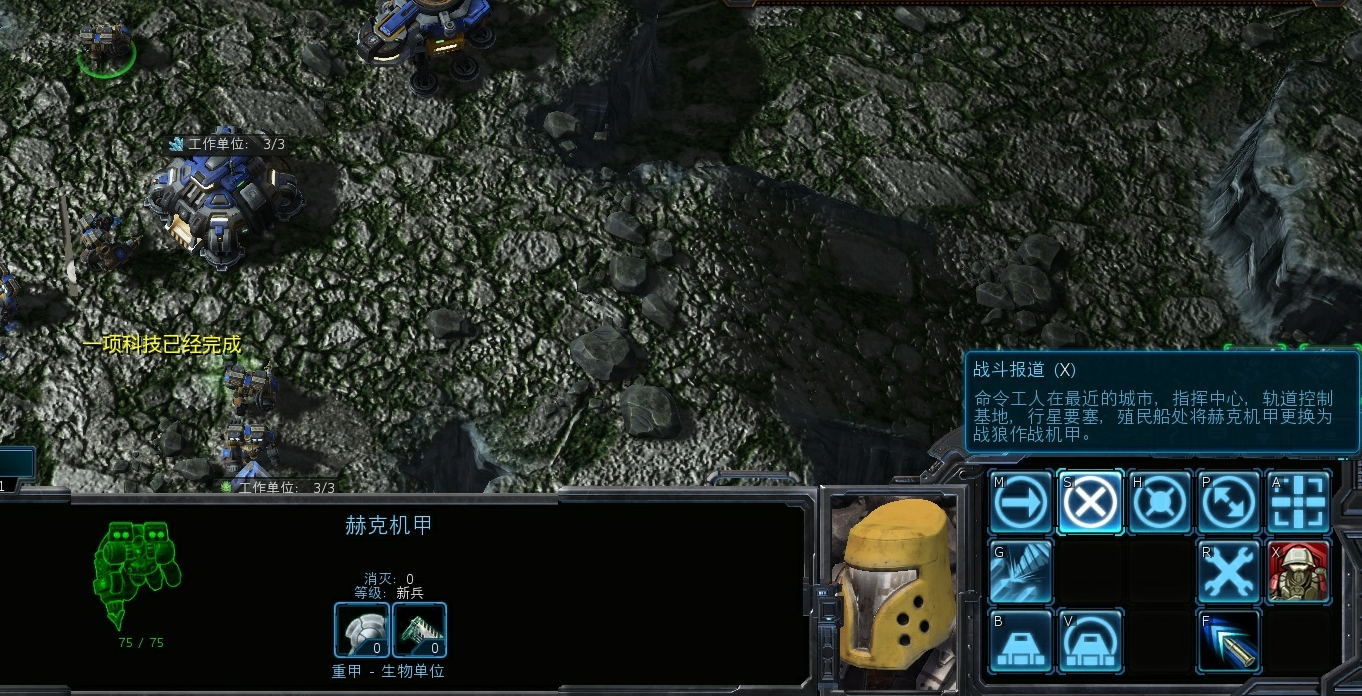 工作单位: 3/3
一项科技已经完成
战斗报道 (X)
命令工人在最近的城市, 指挥中心, 轨道控制
基地, 行星要塞, 殖民船处将赫克机甲更换为
战狼作战机甲。
1
工作单位: 3/3
赫克机甲
消灭: 0
等级: 新兵
0 0
重甲 - 生物单位
75 / 75
M S H P A
G R X
B V F